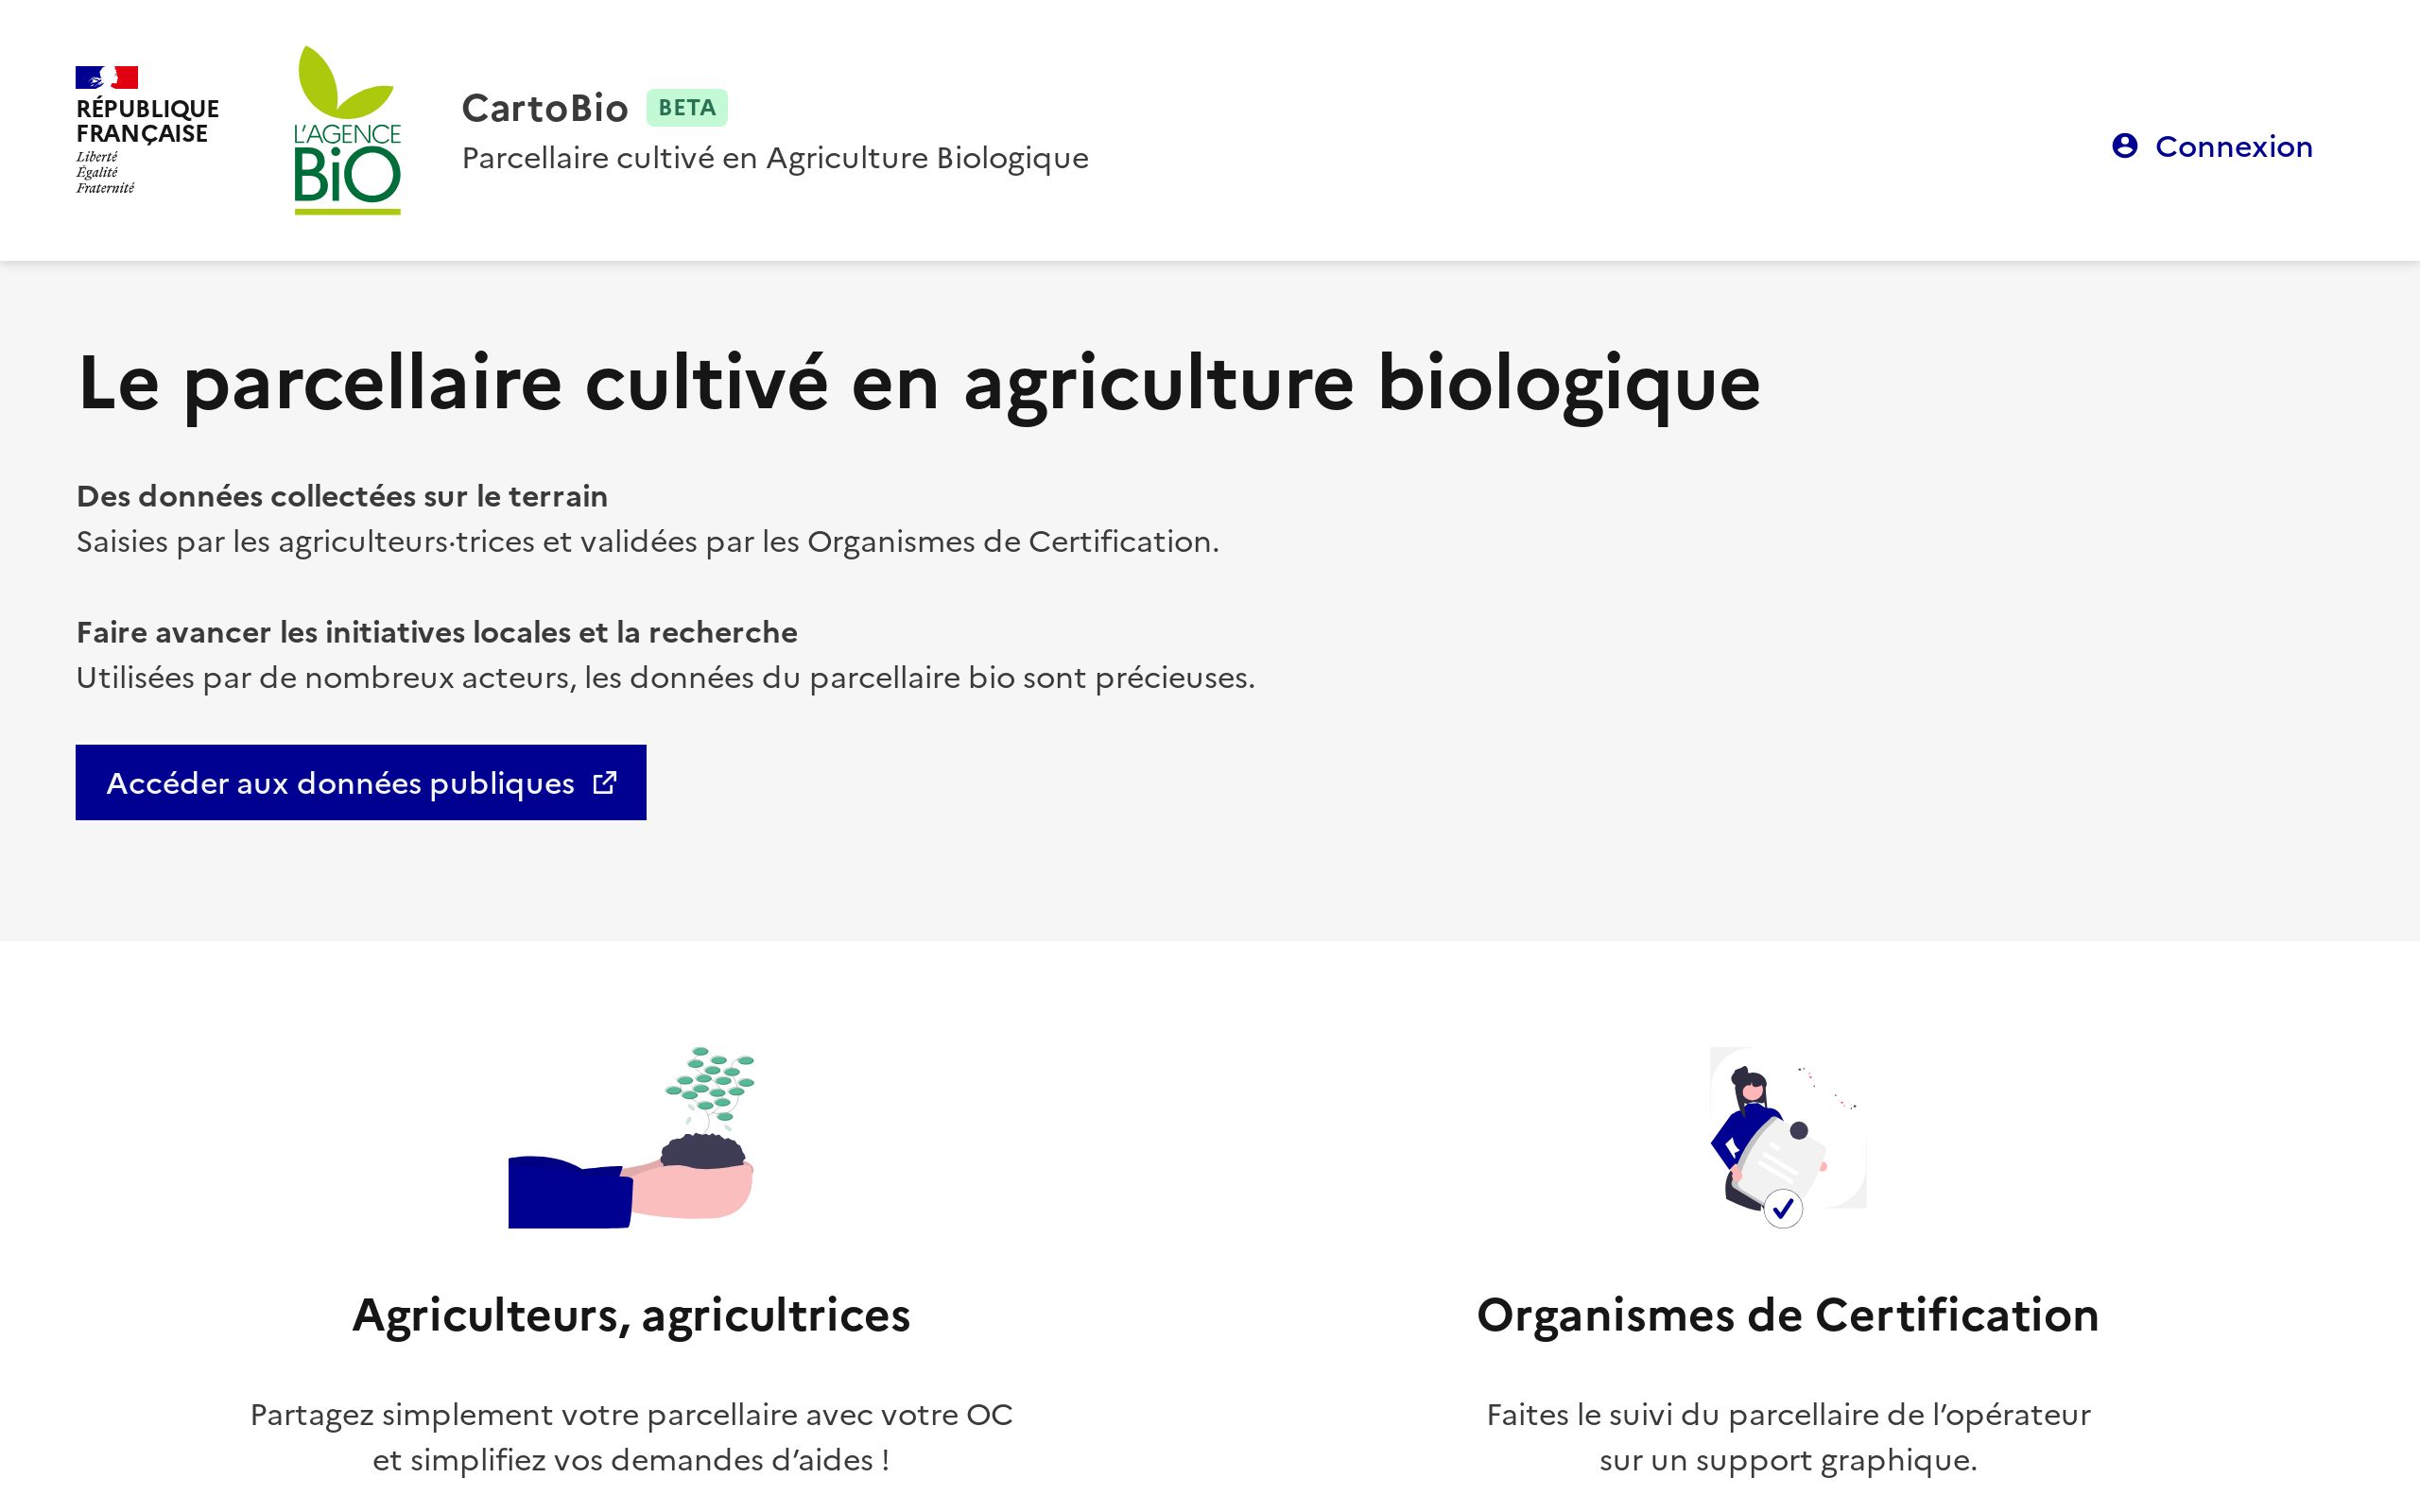 RÉPUBLIQUE
FRANÇAISE
Liberté
Égalité
Fraternité
L'AGENCE
BiO
CartoBio BETA
Parcellaire cultivé en Agriculture Biologique
Connexion
Le parcellaire cultivé en agriculture biologique
Des données collectées sur le terrain
Saisies par les agriculteurs·trices et validées par les Organismes de Certification.
Faire avancer les initiatives locales et la recherche
Utilisées par de nombreux acteurs, les données du parcellaire bio sont précieuses.
Accéder aux données publiques
Agriculteurs, agricultrices
Partagez simplement votre parcellaire avec votre OC
et simplifiez vos demandes d’aides !
Organismes de Certification
Faites le suivi du parcellaire de l’opérateur
sur un support graphique.